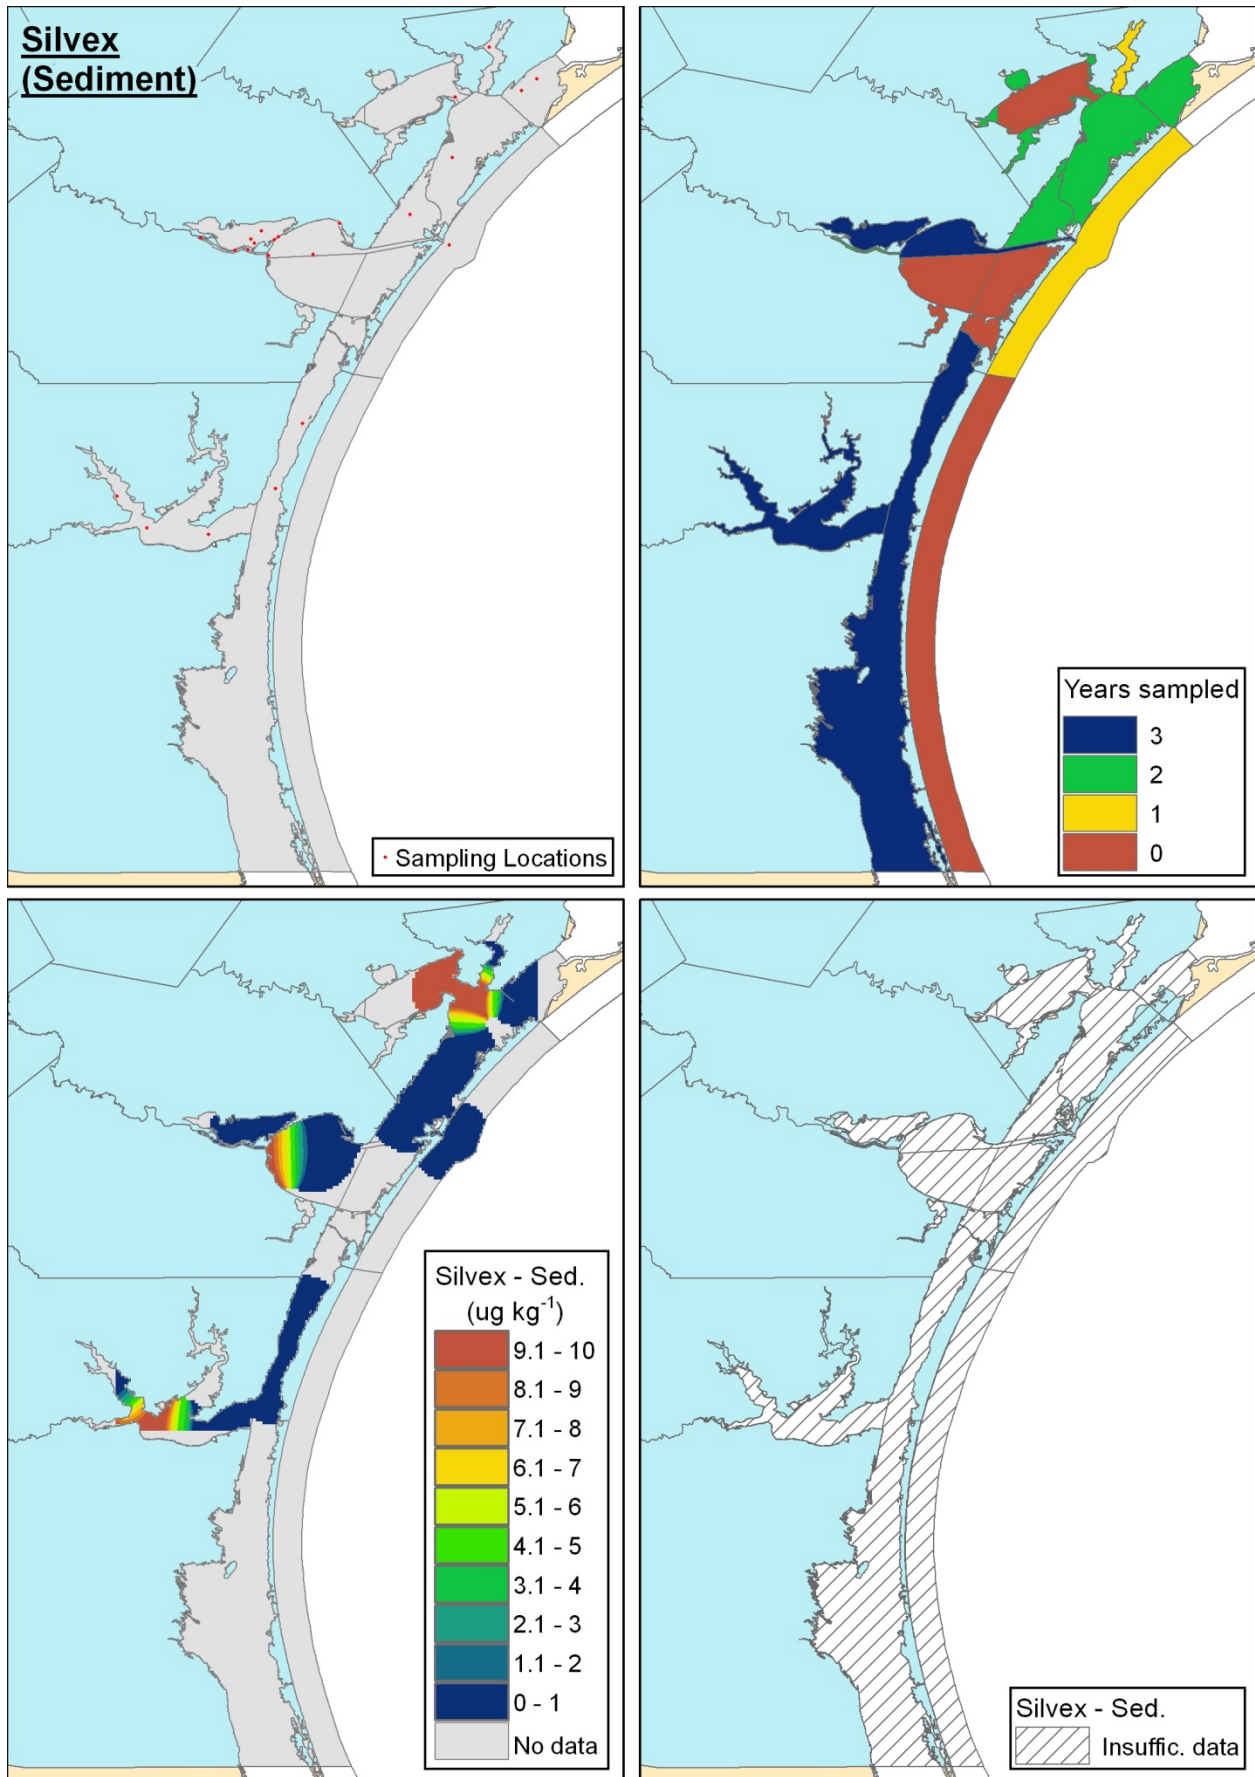 Silvex
(Sediment)
Sampling Locations
Years sampled
3
2
1
0
Silvex - Sed.
(ug kg⁻¹)
9.1 - 10
8.1 - 9
7.1 - 8
6.1 - 7
5.1 - 6
4.1 - 5
3.1 - 4
2.1 - 3
1.1 - 2
0 - 1
No data
Silvex - Sed.
Insuffic. data